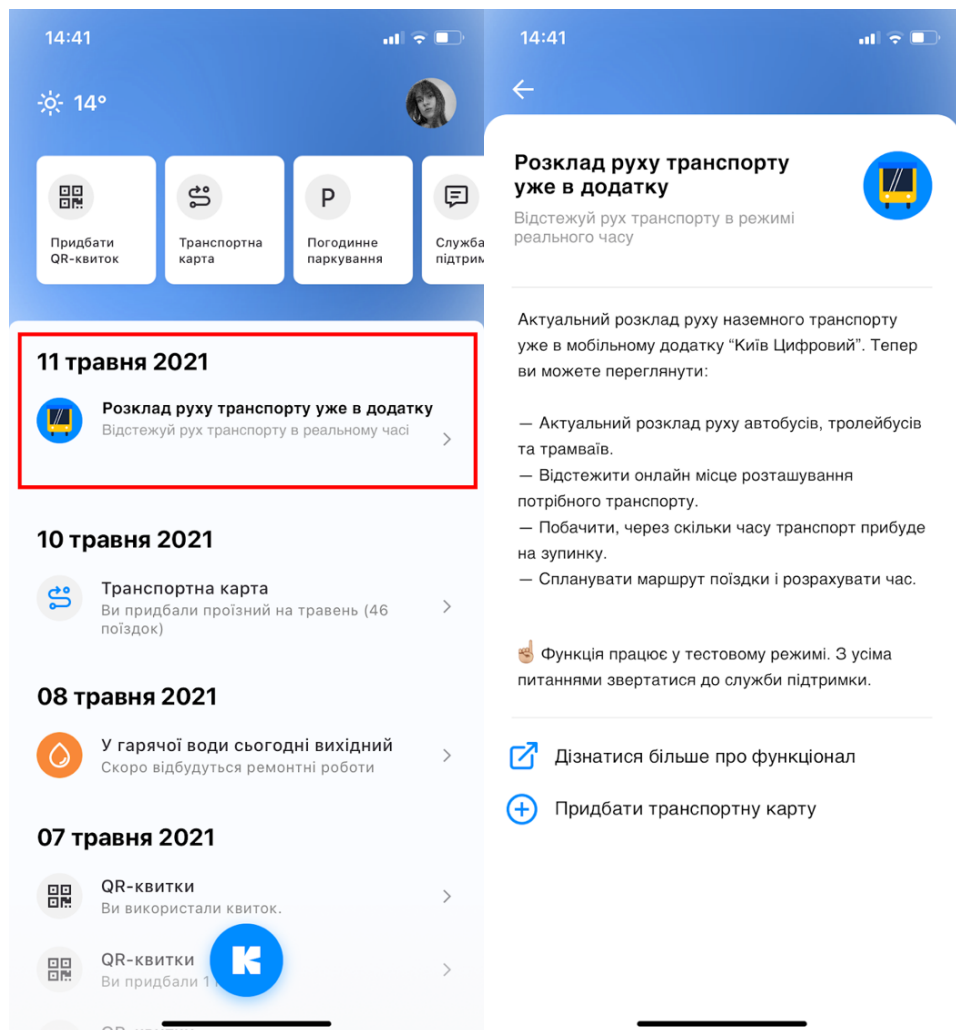 14:41
14°
Придбати
QR-квиток
Транспортна
карта
P
Погодинне
паркування
Служба
підтрим
11 травня 2021
Розклад руху транспорту уже в додатку
Відстежуй рух транспорту в реальному часі
10 травня 2021
Транспортна карта
Ви придбали проїзний на травень (46
поїздок)
08 травня 2021
У гарячої води сьогодні вихідний
Скоро відбудуться ремонтні роботи
07 травня 2021
QR-квитки
Ви використали квиток.
QR-квитки
Ви придбали 1
K
14:41
Розклад руху транспорту
уже в додатку
Відстежуй рух транспорту в режимі
реального часу
Актуальний розклад руху наземного транспорту
уже в мобільному додатку “Київ Цифровий”. Тепер
ви можете переглянути:
— Актуальний розклад руху автобусів, тролейбусів
та трамваїв.
— Відстежити онлайн місце розташування
потрібного транспорту.
— Побачити, через скільки часу транспорт прибуде
на зупинку.
— Спланувати маршрут поїздки і розрахувати час.
Функція працює у тестовому режимі. З усіма
питаннями звертатися до служби підтримки.
Дізнатися більше про функціонал
Придбати транспортну карту